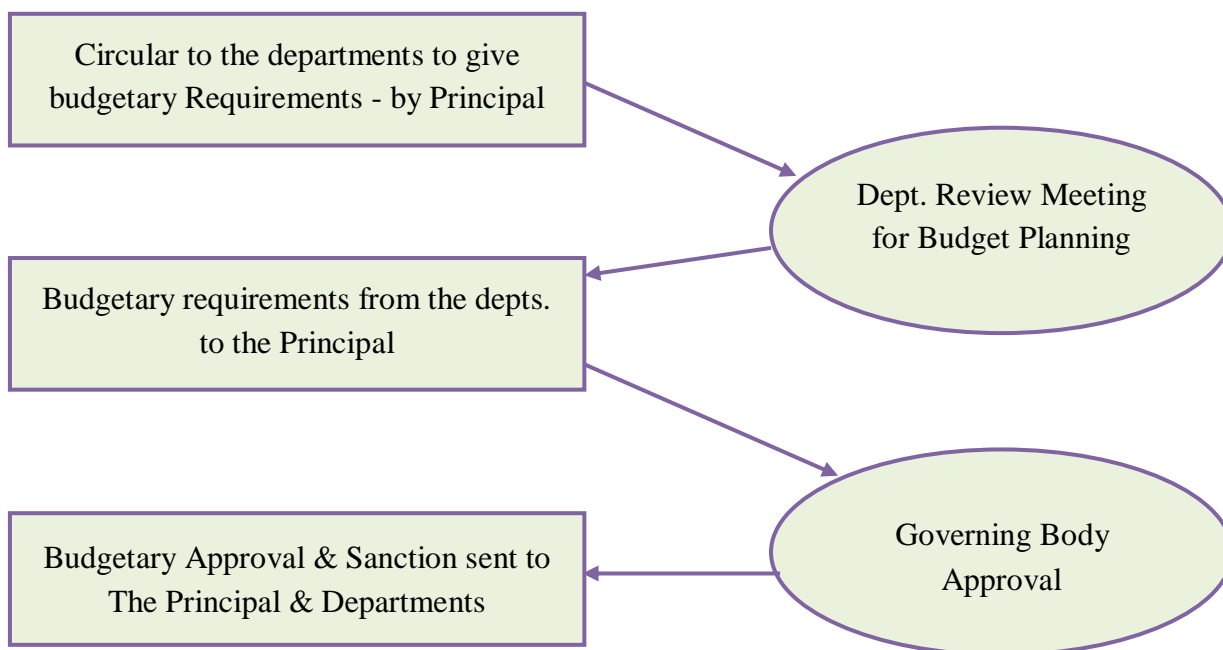 Circular to the departments to give
budgetary Requirements - by Principal
Dept. Review Meeting
for Budget Planning
Budgetary requirements from the depts.
to the Principal
Governing Body
Approval
Budgetary Approval & Sanction sent to
The Principal & Departments